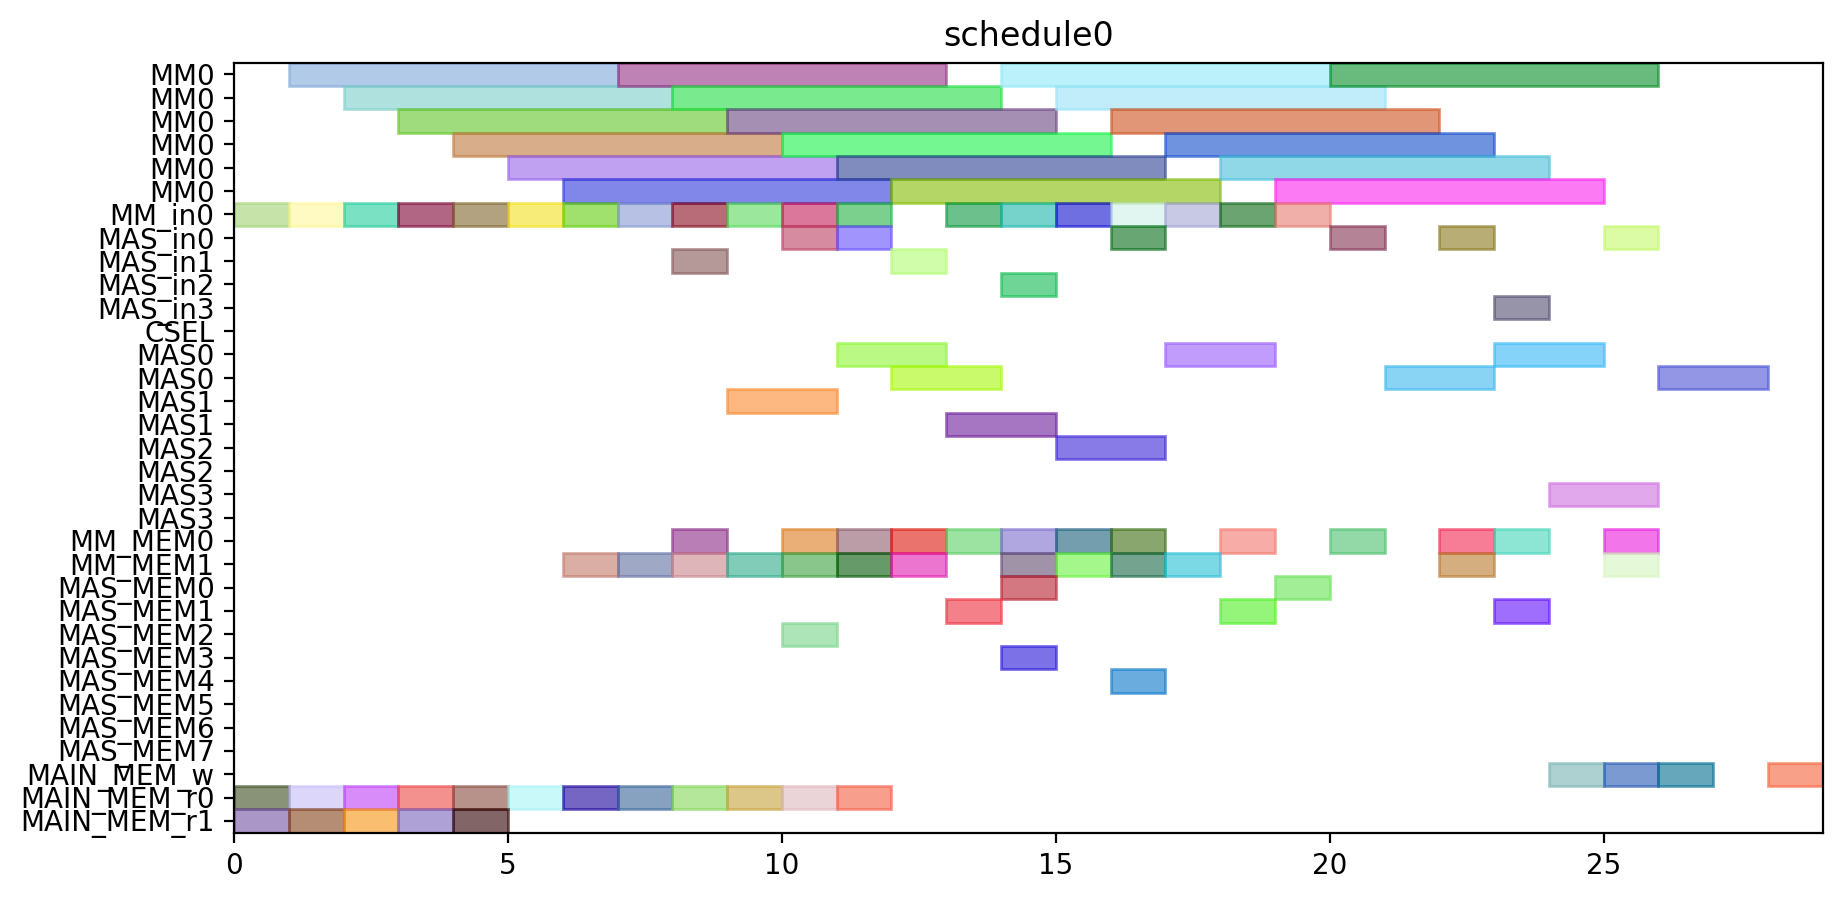 schedule0
MM0
MM0
MM0
MM0
MM0
MM0
MM_in0
MAS_in0
MAS_in1
MAS_in2
MAS_in3
CSEL
MAS0
MAS0
MAS1
MAS1
MAS2
MAS2
MAS3
MAS3
MM_MEM0
MM_MEM1
MAS_MEM0
MAS_MEM1
MAS_MEM2
MAS_MEM3
MAS_MEM4
MAS_MEM5
MAS_MEM6
MAS_MEM7
MAIN_MEM_w
MAIN_MEM_r0
MAIN_MEM_r1
0 5 10 15 20 25